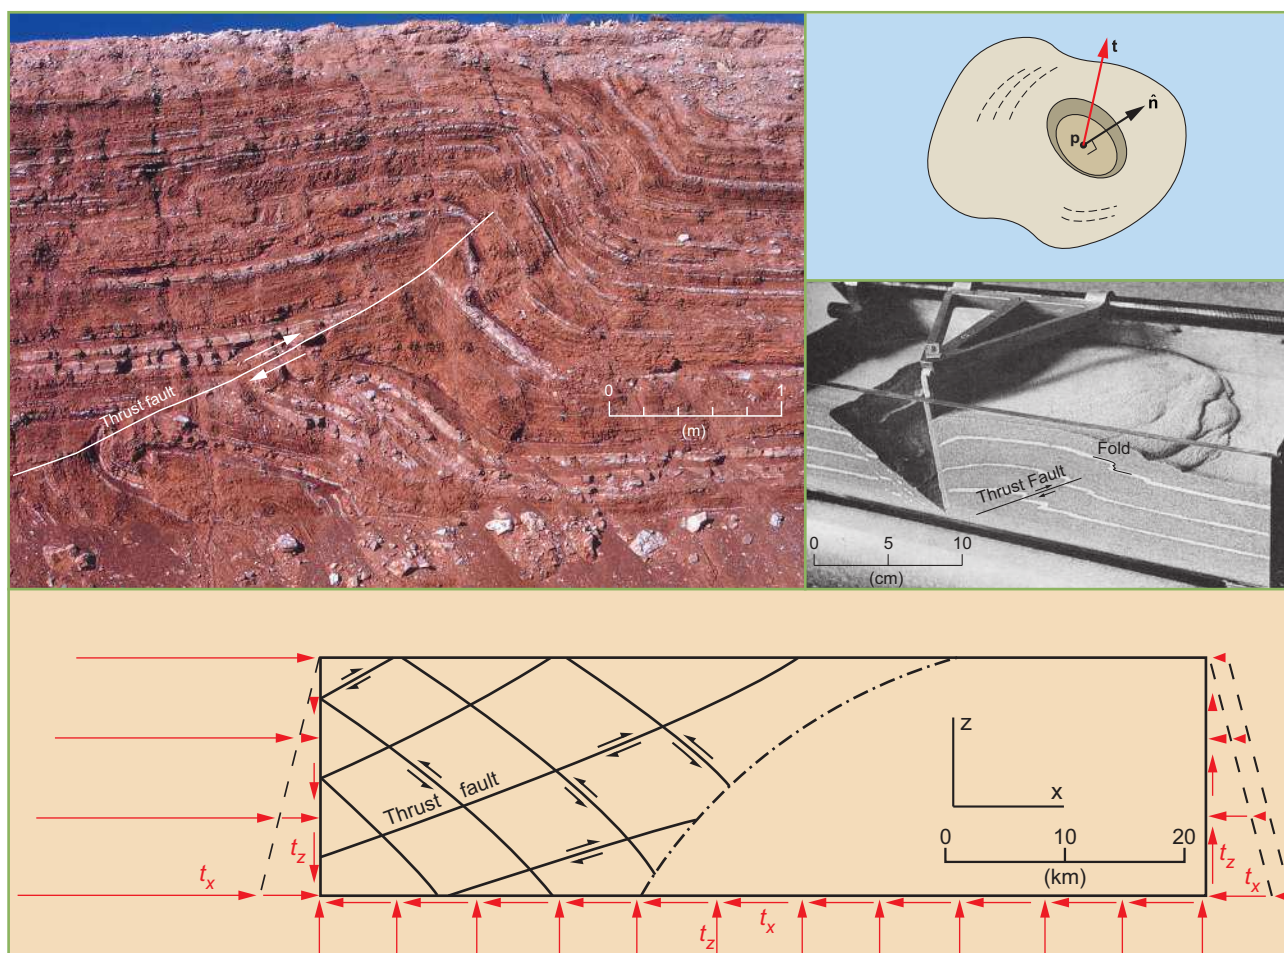 Thrust fault
0 1
(m)
t
n̂
p
Fold
Thrust Fault
0 5 10
(cm)
z
x
Thrust fault
0 10 20
(km)
t_z
t_x
t_z
t_x
t_z
t_x